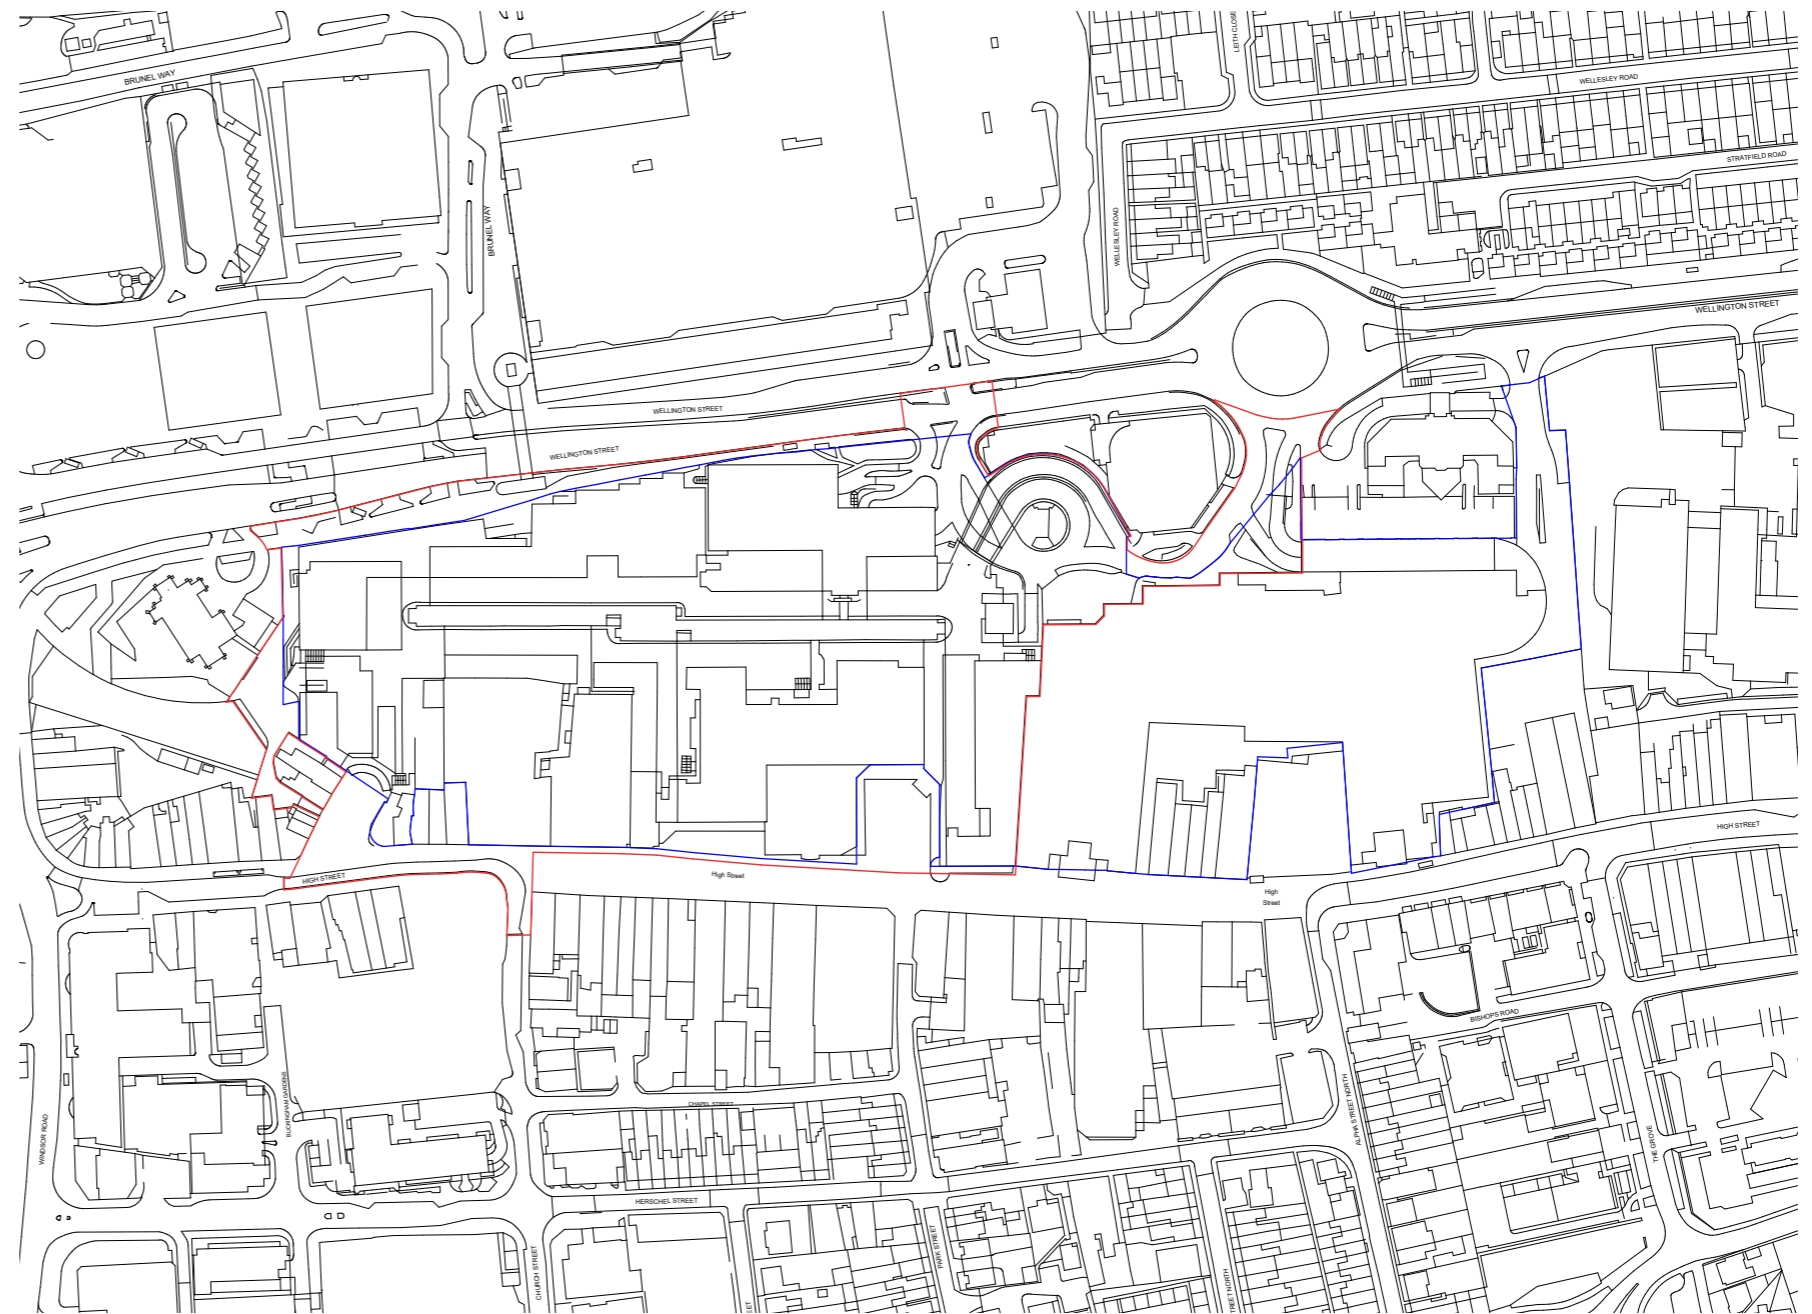 LEITH CLOSE
BRUNEL WAY
WELLESLEY ROAD
STRATFIELD ROAD
BRUNEL WAY
WELLESLEY ROAD
WELLINGTON STREET
WELLINGTON STREET
WELLINGTON STREET
HIGH STREET
HIGH STREET
High Street
High
Street
BISHOPS ROAD
WINDSOR ROAD
BUCKINGHAM GARDENS
CHAPEL STREET
ALPHA STREET NORTH
THE GROVE
HERSCHEL STREET
CHURCH STREET
PARK STREET
REET NORTH